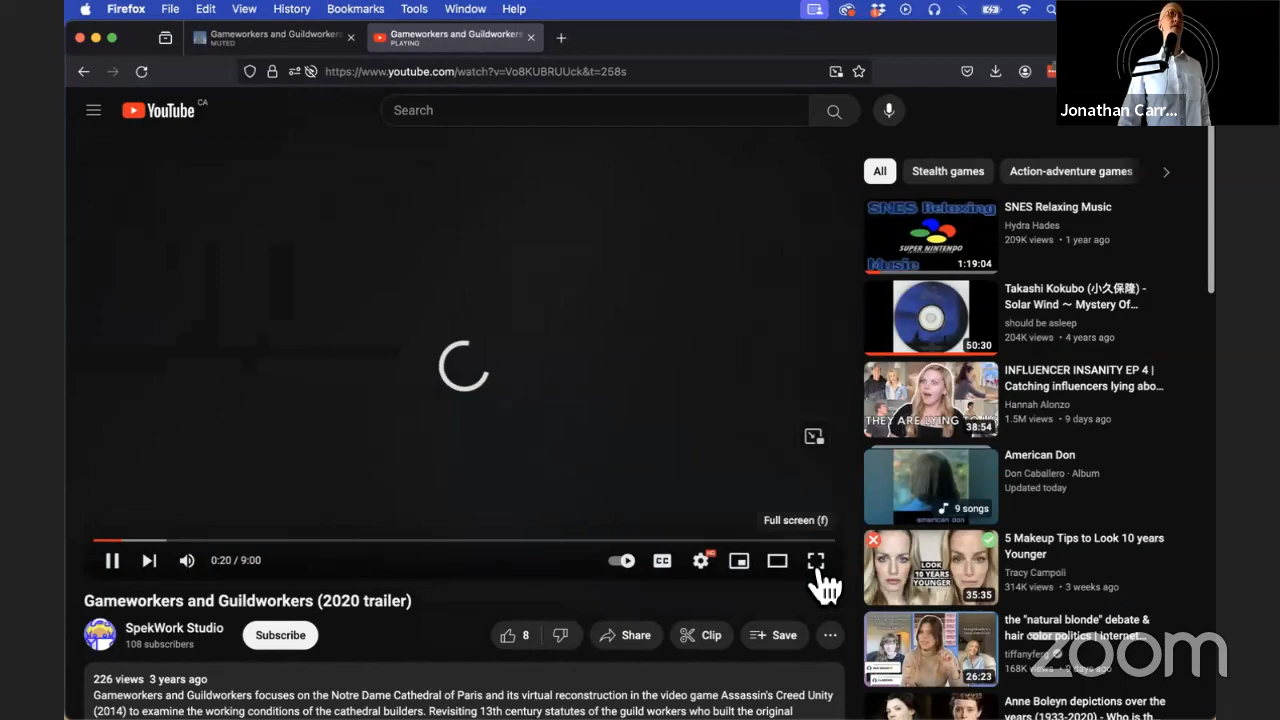 Firefox File Edit View History Bookmarks Tools Window Help
Gameworkers and Guildworkers
MUTED
Gameworkers and Guildworkers
PLAYING
https://www.youtube.com/watch?v=Vo8KUBRUUck&t=258s
Jonathan Carr...
YouTube CA
Search
All
Stealth games
Action-adventure games
SNES Relaxing
SUPER NINTENDO
Music
1:19:04
SNES Relaxing Music
Hydra Hades
209K views • 1 year ago
50:30
Takashi Kokubo (小久保隆) -
Solar Wind ～ Mystery Of...
should be asleep
204K views • 4 years ago
THEY ARE LYING TO
38:54
INFLUENCER INSANITY EP 4 |
Catching influencers lying abo...
Hannah Alonzo
1.5M views • 9 days ago
9 songs
american don
American Don
Don Caballero · Album
Updated today
LOOK
10 YEARS
YOUNGER
35:35
5 Makeup Tips to Look 10 years
Younger
Tracy Campoli
314K views • 3 weeks ago
26:23
the "natural blonde" debate &
hair color politics | internet...
tiffanyferg
168K views • 9 days ago
Anne Boleyn depictions over the
years (1933-2020) - Who is th
Full screen (f)
0:20 / 9:00
CC
HD
Gameworkers and Guildworkers (2020 trailer)
SpekWork Studio
108 subscribers
Subscribe
8
Share
Clip
Save
226 views 3 years ago
Gameworkers and Guildworkers focuses on the Notre Dame Cathedral of Paris and its virtual reconstruction in the video game Assassin's Creed Unity
(2014) to examine the working conditions of the cathedral builders. Revisiting 13th century statutes of the guild workers who built the original
zoom